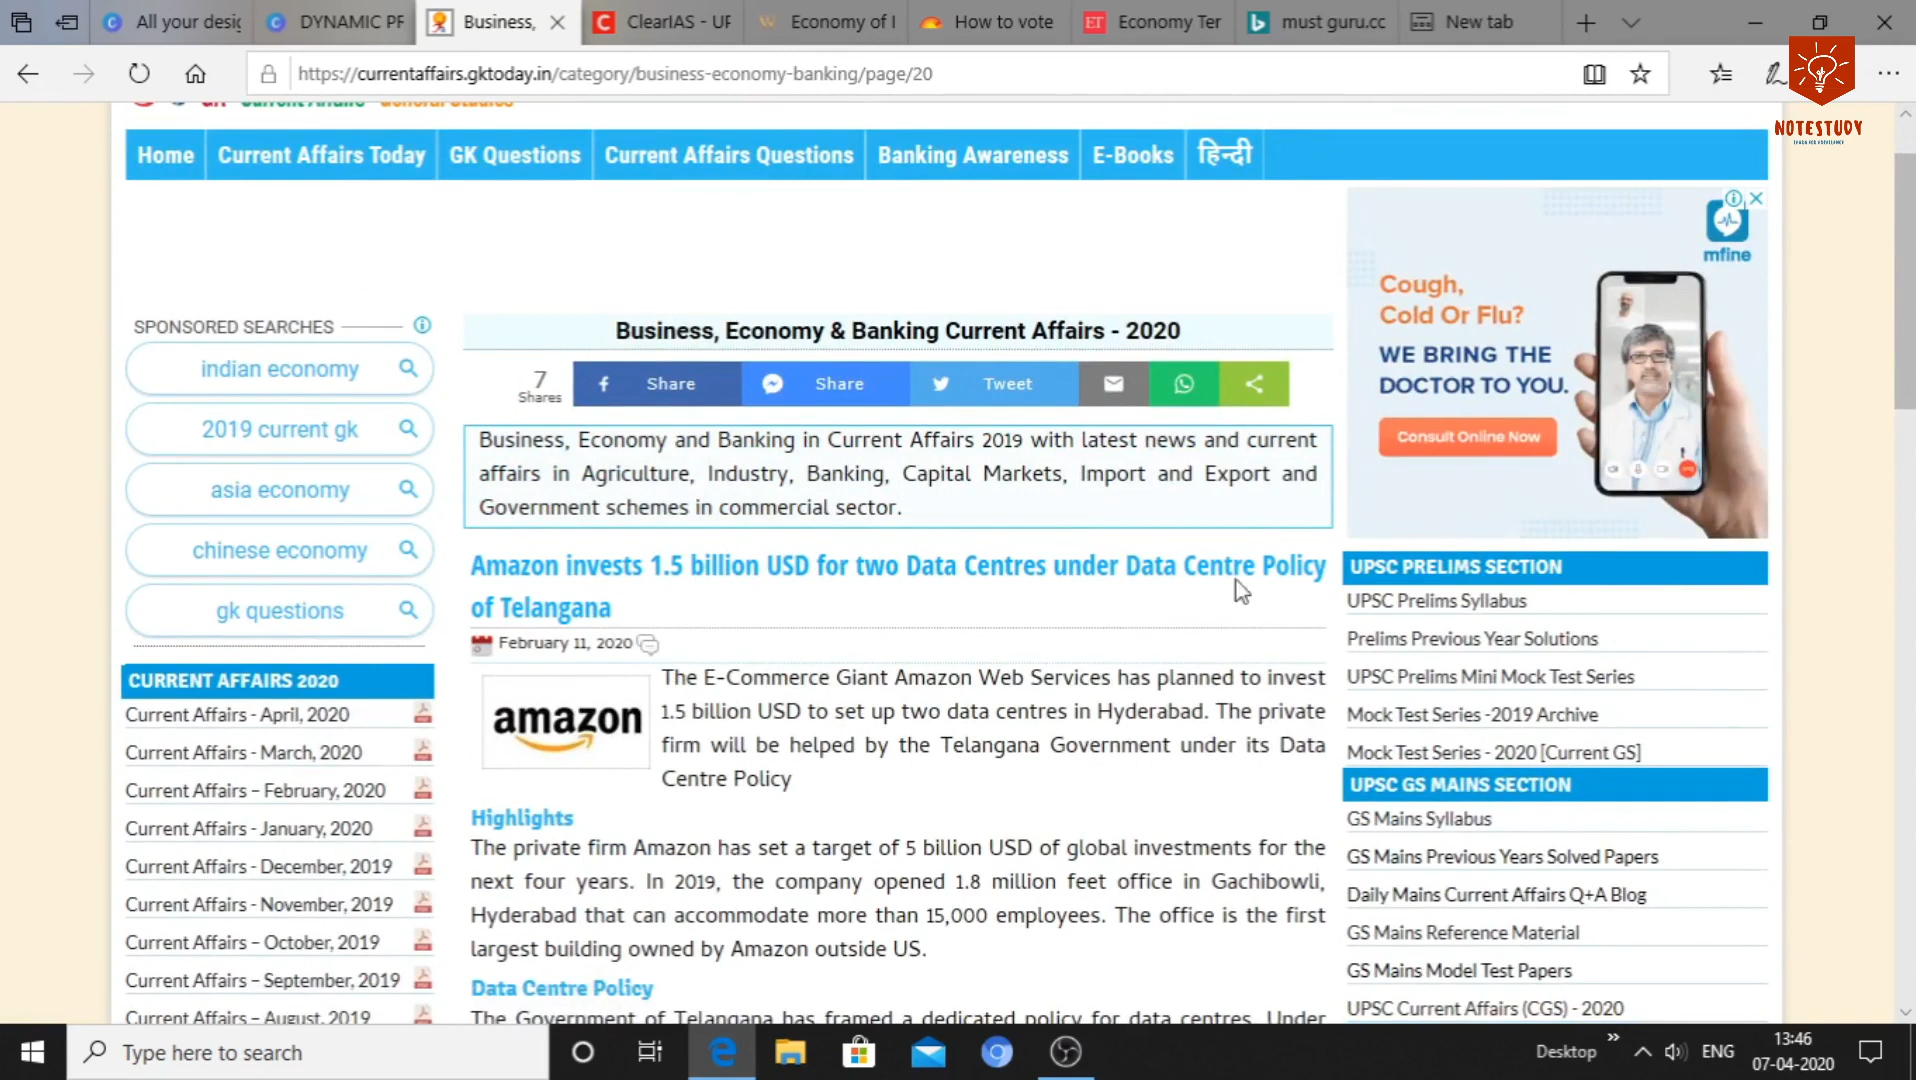 All your desig
DYNAMIC PF
Business,
ClearIAS - UF
Economy of I
How to vote
Economy Ter
must guru.cc
New tab
https://currentaffairs.gktoday.in/category/business-economy-banking/page/20
NOTESTUDY
Home
Current Affairs Today
GK Questions
Current Affairs Questions
Banking Awareness
E-Books
हिन्दी
mfine
Cough,
Cold Or Flu?
WE BRING THE
DOCTOR TO YOU.
Consult Online Now
SPONSORED SEARCHES
indian economy
2019 current gk
asia economy
chinese economy
gk questions
CURRENT AFFAIRS 2020
Current Affairs - April, 2020
Current Affairs - March, 2020
Current Affairs – February, 2020
Current Affairs - January, 2020
Current Affairs - December, 2019
Current Affairs - November, 2019
Current Affairs – October, 2019
Current Affairs – September, 2019
Current Affairs – August, 2019
Business, Economy & Banking Current Affairs - 2020
7
Shares
Share
Share
Tweet
Business, Economy and Banking in Current Affairs 2019 with latest news and current
affairs in Agriculture, Industry, Banking, Capital Markets, Import and Export and
Government schemes in commercial sector.
Amazon invests 1.5 billion USD for two Data Centres under Data Centre Policy
of Telangana
February 11, 2020
amazon
The E-Commerce Giant Amazon Web Services has planned to invest
1.5 billion USD to set up two data centres in Hyderabad. The private
firm will be helped by the Telangana Government under its Data
Centre Policy
Highlights
The private firm Amazon has set a target of 5 billion USD of global investments for the
next four years. In 2019, the company opened 1.8 million feet office in Gachibowli,
Hyderabad that can accommodate more than 15,000 employees. The office is the first
largest building owned by Amazon outside US.
Data Centre Policy
The Government of Telangana has framed a dedicated policy for data centres. Under
UPSC PRELIMS SECTION
UPSC Prelims Syllabus
Prelims Previous Year Solutions
UPSC Prelims Mini Mock Test Series
Mock Test Series -2019 Archive
Mock Test Series - 2020 [Current GS]
UPSC GS MAINS SECTION
GS Mains Syllabus
GS Mains Previous Years Solved Papers
Daily Mains Current Affairs Q+A Blog
GS Mains Reference Material
GS Mains Model Test Papers
UPSC Current Affairs (CGS) - 2020
Type here to search
Desktop
ENG
13:46
07-04-2020